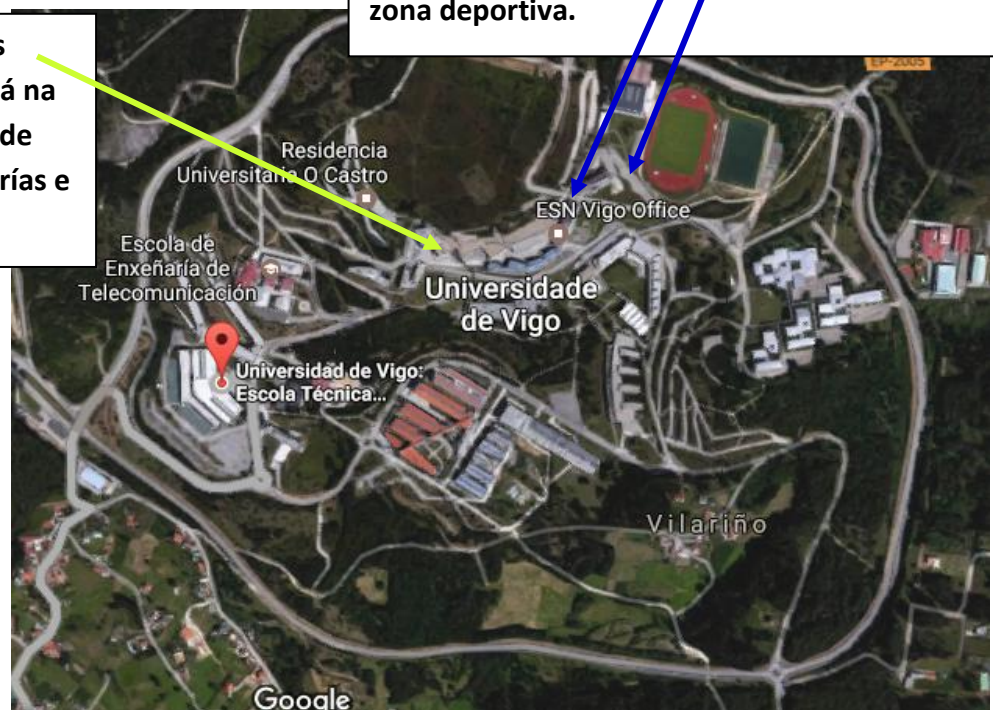 zona deportiva.
s
á na
de
rías e
EP-2005
Residencia
Universitaria O Castro
ESN Vigo Office
Escola de
Enxeñaría de
Telecomunicación
Universidade
de Vigo
Universidad de Vigo:
Escola Técnica...
Vilariño
Google